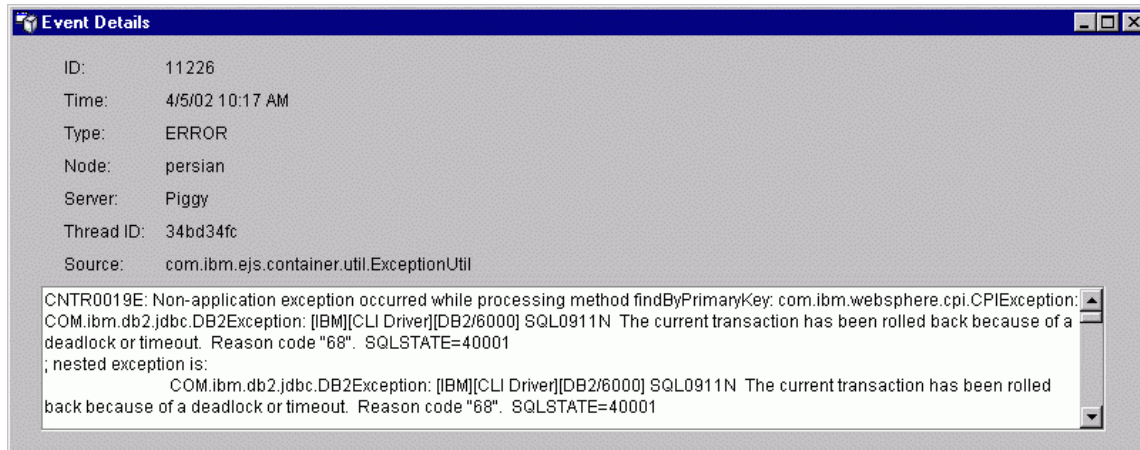 Event Details
ID: 11226
Time: 4/5/02 10:17 AM
Type: ERROR
Node: persian
Server: Piggy
Thread ID: 34bd34fc
Source: com.ibm.ejs.container.util.ExceptionUtil
CNTR0019E: Non-application exception occurred while processing method findByPrimaryKey: com.ibm.websphere.cpi.CPIException:
COM.ibm.db2.jdbc.DB2Exception: [IBM][CLI Driver][DB2/6000] SQL0911N  The current transaction has been rolled back because of a
deadlock or timeout.  Reason code "68".  SQLSTATE=40001
; nested exception is:
COM.ibm.db2.jdbc.DB2Exception: [IBM][CLI Driver][DB2/6000] SQL0911N  The current transaction has been rolled
back because of a deadlock or timeout.  Reason code "68".  SQLSTATE=40001